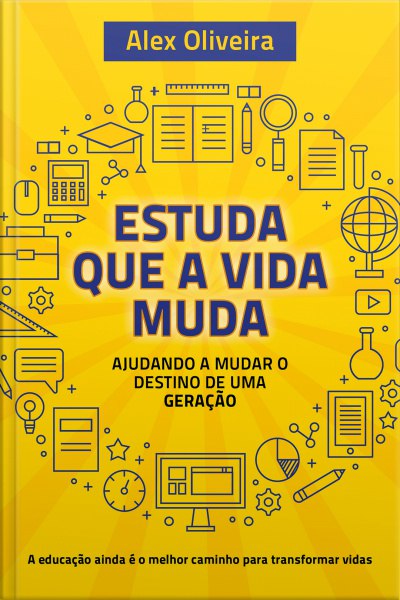 Alex Oliveira
ESTUDA
QUE A VIDA
MUDA
AJUDANDO A MUDAR O
DESTINO DE UMA
GERAÇÃO
A educação ainda é o melhor caminho para transformar vidas